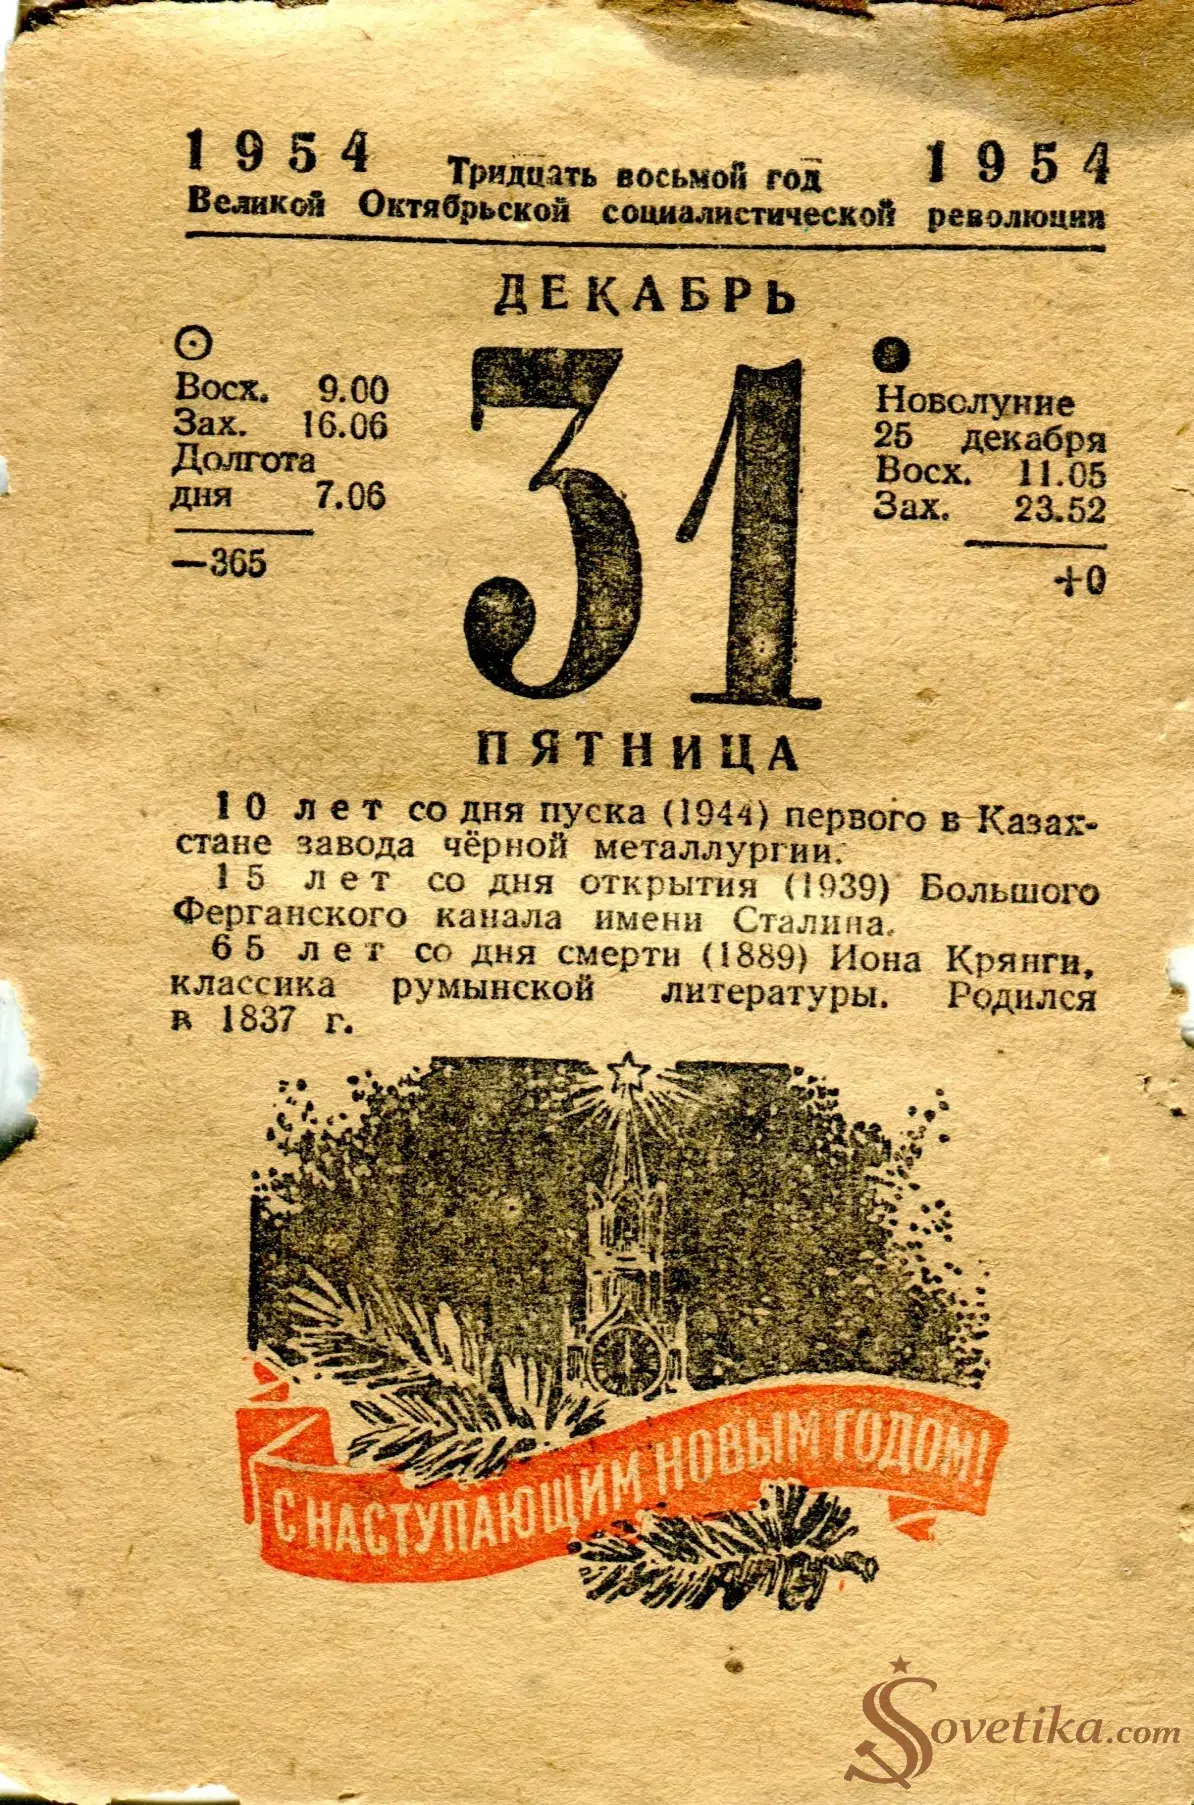 1954 Тридцать восьмой год 1954
Великой Октябрьской социалистической революции
ДЕКАБРЬ
Восх. 9.00
Зах. 16.06
Долгота
дня 7.06
—365
31
Новолуние
25 декабря
Восх. 11.05
Зах. 23.52
+0
ПЯТНИЦА
10 лет со дня пуска (1944) первого в Казах-
стане завода чёрной металлургии.
15 лет со дня открытия (1939) Большого
Ферганского канала имени Сталина.
65 лет со дня смерти (1889) Иона Крянги,
классика румынской литературы. Родился
в 1837 г.
С НАСТУПАЮЩИМ НОВЫМ ГОДОМ!
Sovetika.com